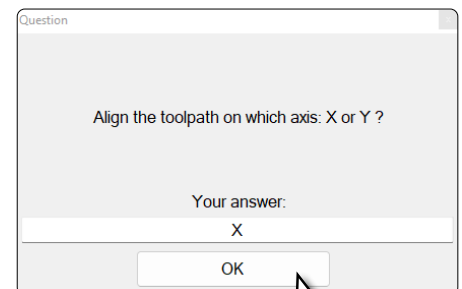 Question
Align the toolpath on which axis: X or Y ?
Your answer:
X
OK